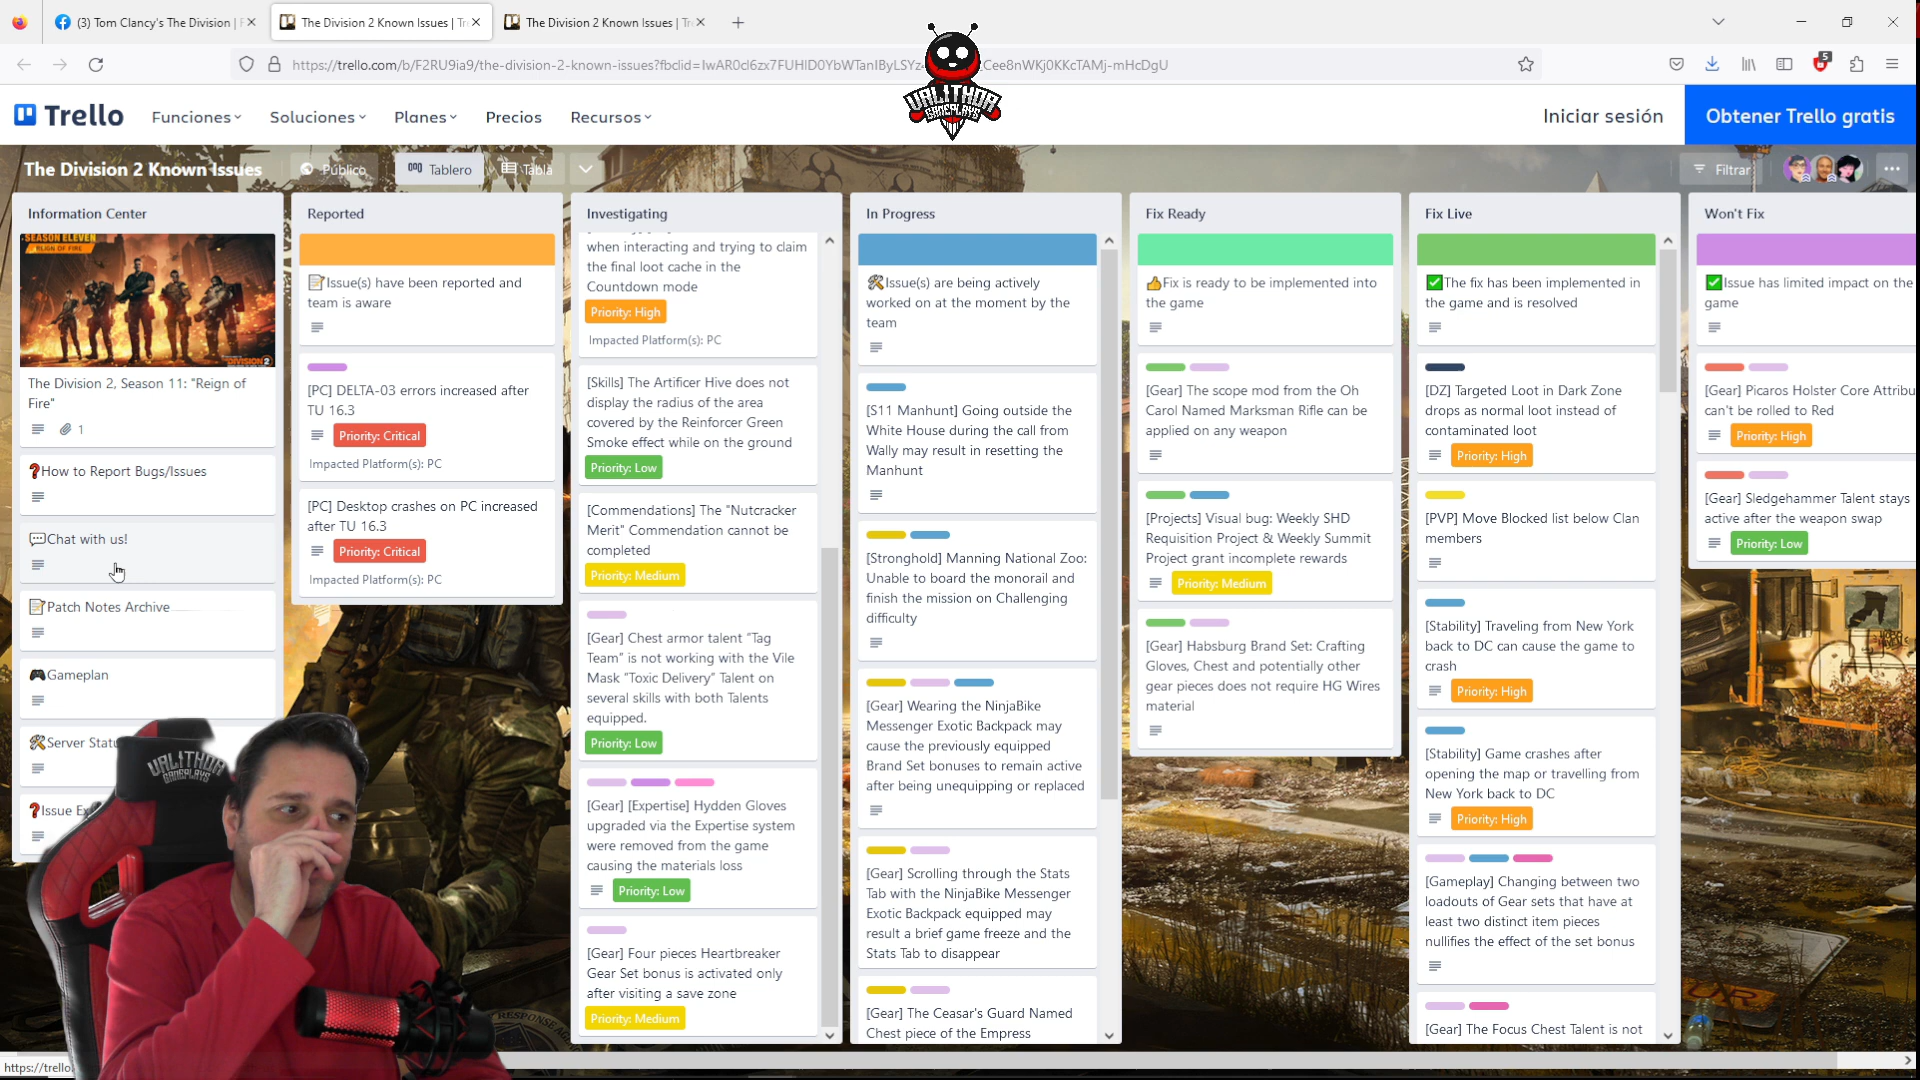 (3) Tom Clancy's The Division | F
The Division 2 Known Issues | Tr
The Division 2 Known Issues | Tr
5
VALITHOR
GAMEPLAYS
Trello
Funciones
Soluciones
Planes
Precios
Recursos
Iniciar sesión
Obtener Trello gratis
The Division 2 Known Issues
Público
Tablero
Tabla
Filtrar
Information Center
SEASON ELEVEN
REIGN OF FIRE
DIVISION 2
The Division 2, Season 11: "Reign of
Fire"
1
❓How to Report Bugs/Issues
💬Chat with us!
📝Patch Notes Archive
🎮Gameplan
🛠Server Statu
❓Issue Ex
Reported
📝Issue(s) have been reported and
team is aware
[PC] DELTA-03 errors increased after
TU 16.3
Priority: Critical
Impacted Platform(s): PC
[PC] Desktop crashes on PC increased
after TU 16.3
Priority: Critical
Impacted Platform(s): PC
Investigating
when interacting and trying to claim
the final loot cache in the
Countdown mode
Priority: High
Impacted Platform(s): PC
[Skills] The Artificer Hive does not
display the radius of the area
covered by the Reinforcer Green
Smoke effect while on the ground
Priority: Low
[Commendations] The "Nutcracker
Merit" Commendation cannot be
completed
Priority: Medium
[Gear] Chest armor talent “Tag
Team” is not working with the Vile
Mask “Toxic Delivery” Talent on
several skills with both Talents
equipped.
Priority: Low
[Gear] [Expertise] Hydden Gloves
upgraded via the Expertise system
were removed from the game
causing the materials loss
Priority: Low
[Gear] Four pieces Heartbreaker
Gear Set bonus is activated only
after visiting a save zone
Priority: Medium
In Progress
🛠Issue(s) are being actively
worked on at the moment by the
team
[S11 Manhunt] Going outside the
White House during the call from
Wally may result in resetting the
Manhunt
[Stronghold] Manning National Zoo:
Unable to board the monorail and
finish the mission on Challenging
difficulty
[Gear] Wearing the NinjaBike
Messenger Exotic Backpack may
cause the previously equipped
Brand Set bonuses to remain active
after being unequipping or replaced
[Gear] Scrolling through the Stats
Tab with the NinjaBike Messenger
Exotic Backpack equipped may
result a brief game freeze and the
Stats Tab to disappear
[Gear] The Ceasar's Guard Named
Chest piece of the Empress
Fix Ready
👍Fix is ready to be implemented into
the game
[Gear] The scope mod from the Oh
Carol Named Marksman Rifle can be
applied on any weapon
[Projects] Visual bug: Weekly SHD
Requisition Project & Weekly Summit
Project grant incomplete rewards
Priority: Medium
[Gear] Habsburg Brand Set: Crafting
Gloves, Chest and potentially other
gear pieces does not require HG Wires
material
Fix Live
✅The fix has been implemented in
the game and is resolved
[DZ] Targeted Loot in Dark Zone
drops as normal loot instead of
contaminated loot
Priority: High
[PVP] Move Blocked list below Clan
members
[Stability] Traveling from New York
back to DC can cause the game to
crash
Priority: High
[Stability] Game crashes after
opening the map or travelling from
New York back to DC
Priority: High
[Gameplay] Changing between two
loadouts of Gear sets that have at
least two distinct item pieces
nullifies the effect of the set bonus
[Gear] The Focus Chest Talent is not
Won't Fix
✅Issue has limited impact on the
game
[Gear] Picaros Holster Core Attribu
can't be rolled to Red
Priority: High
[Gear] Sledgehammer Talent stays
active after the weapon swap
Priority: Low
VALITHOR
GAMEPLAYS
https://trello.